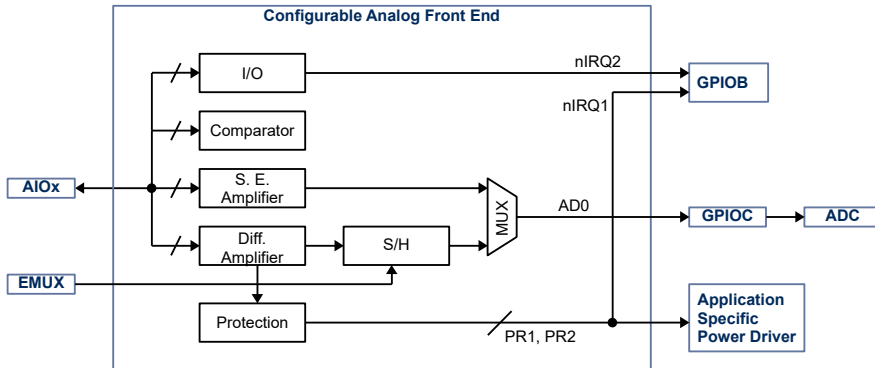 Configurable Analog Front End
I/O
nIRQ2
GPIOB
nIRQ1
Comparator
AIOx
S. E.
Amplifier
MUX
AD0
GPIOC
ADC
Diff.
Amplifier
S/H
EMUX
Protection
PR1, PR2
Application
Specific
Power Driver